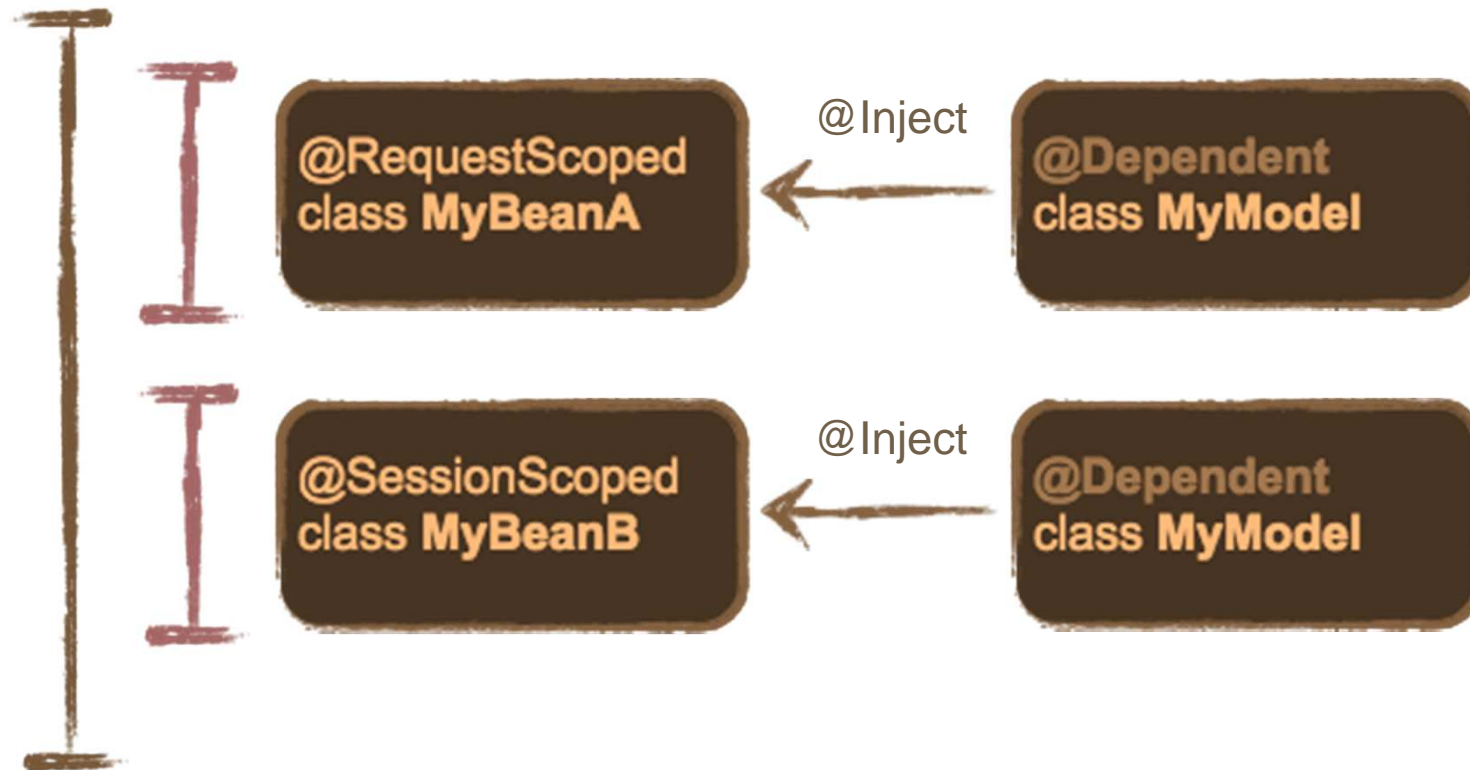 @RequestScoped
class MyBeanA
@Inject
@Dependent
class MyModel
@SessionScoped
class MyBeanB
@Inject
@Dependent
class MyModel